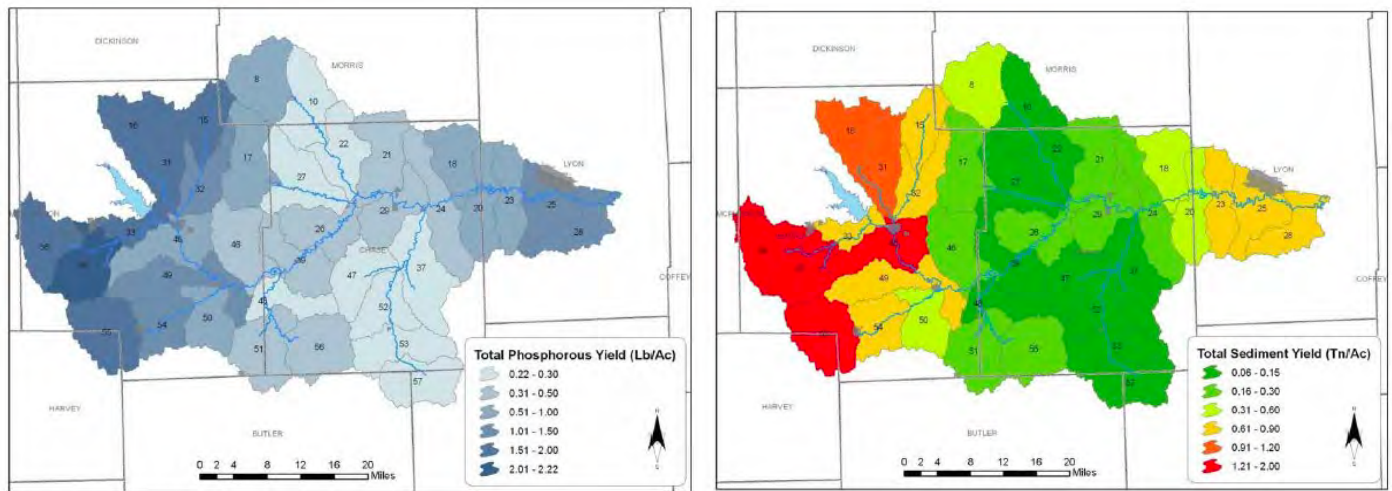 DICKINSON
MORRIS
8
10
16
15
22
17
21
18
31
27
LYON
32
29
24
20
23
25
33
28
46
26
CHASE
47
37
COFFEY
49
48
52
54
50
53
51
56
57
55
HARVEY
BUTLER
Total Phosphorous Yield (Lb/Ac)
0.22 - 0.30
0.31 - 0.50
0.51 - 1.00
1.01 - 1.50
1.51 - 2.00
2.01 - 2.22
N
S
0 2 4 8 12 16 20
Miles
DICKINSON
MORRIS
8
10
16
15
22
17
21
18
31
27
LYON
32
29
24
20
23
25
33
28
46
26
37
COFFEY
49
48
52
54
50
53
51
56
57
HARVEY
BUTLER
Total Sediment Yield (Tn/Ac)
0.06 - 0.15
0.16 - 0.30
0.31 - 0.60
0.61 - 0.90
0.91 - 1.20
1.21 - 2.00
N
S
0 2 4 8 12 16 20
Miles